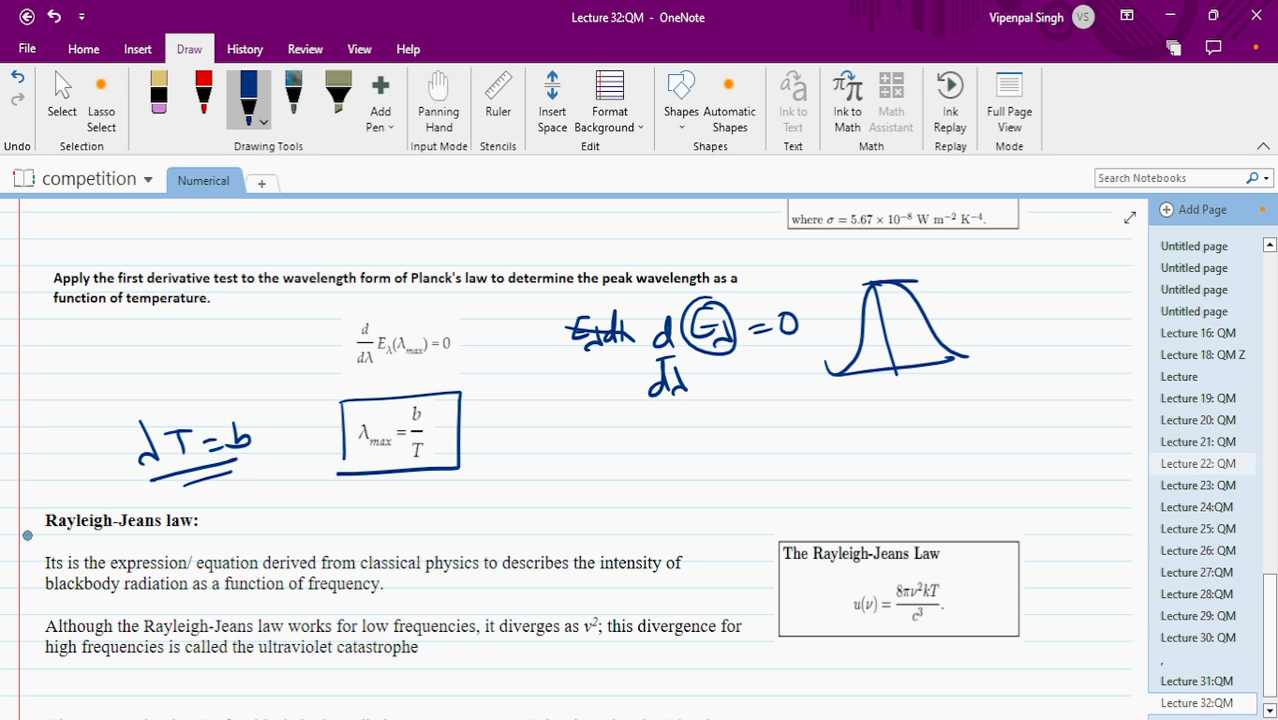 Lecture 32:QM - OneNote
Vipenpal Singh VS
File Home Insert Draw History Review View Help
Undo
Select
Lasso Select
Add Pen
Panning Hand
Ruler
Insert Space
Format Background
Shapes
Automatic Shapes
Ink to Text
Ink to Math
Math Assistant
Ink Replay
Full Page View
Selection Drawing Tools Input Mode Stencils Edit Shapes Text Math Replay Mode
competition Numerical
Search Notebooks
where σ = 5.67 × 10⁻⁸ W m⁻² K⁻⁴.
Apply the first derivative test to the wavelength form of Planck's law to determine the peak wavelength as a
function of temperature.
d/dλ E_λ(λ_max) = 0
d/dλ E_λ = 0
λ_max = b/T
λT = b
Rayleigh-Jeans law:
Its is the expression/ equation derived from classical physics to describes the intensity of
blackbody radiation as a function of frequency.
Although the Rayleigh-Jeans law works for low frequencies, it diverges as ν²; this divergence for
high frequencies is called the ultraviolet catastrophe
The Rayleigh-Jeans Law
u(ν) = 8πν²kT/c³.
Add Page
Untitled page
Untitled page
Untitled page
Untitled page
Lecture 16: QM
Lecture 18: QM Z
Lecture
Lecture 19: QM
Lecture 20: QM
Lecture 21: QM
Lecture 22: QM
Lecture 23: QM
Lecture 24:QM
Lecture 25: QM
Lecture 26: QM
Lecture 27:QM
Lecture 28:QM
Lecture 29: QM
Lecture 30: QM
,
Lecture 31:QM
Lecture 32:QM